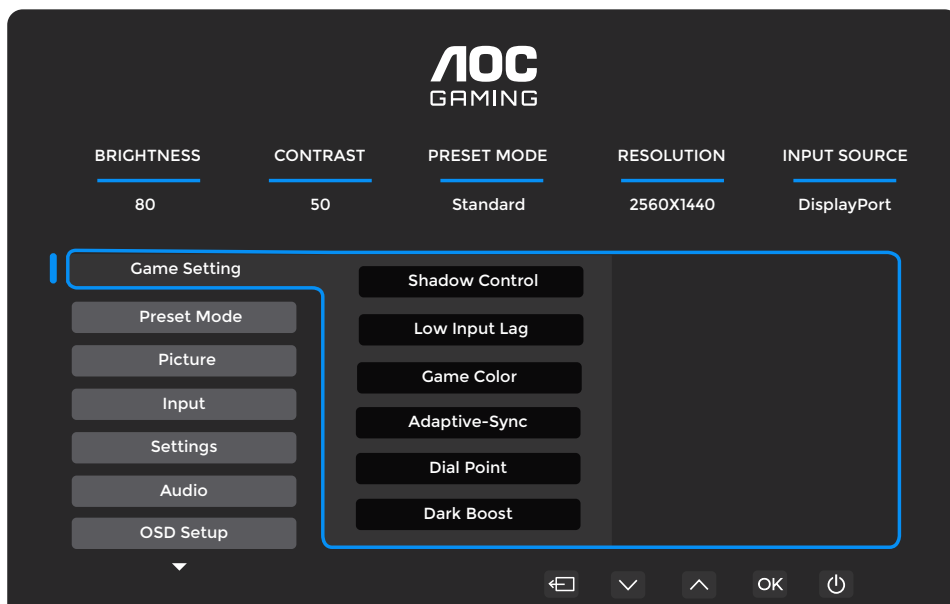 AOC
GAMING
BRIGHTNESS CONTRAST PRESET MODE RESOLUTION INPUT SOURCE
80 50 Standard 2560X1440 DisplayPort
Game Setting
Preset Mode
Picture
Input
Settings
Audio
OSD Setup
Shadow Control
Low Input Lag
Game Color
Adaptive-Sync
Dial Point
Dark Boost
OK